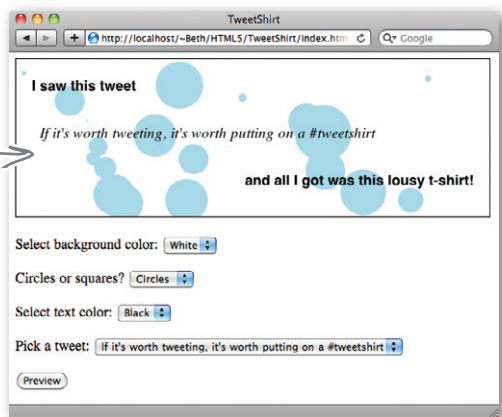 TweetShirt
http://localhost/~Beth/HTML5/TweetShirt/index.htm
Google
I saw this tweet
If it's worth tweeting, it's worth putting on a #tweetshirt
and all I got was this lousy t-shirt!
Select background color: White
Circles or squares? Circles
Select text color: Black
Pick a tweet: If it's worth tweeting, it's worth putting on a #tweetshirt
Preview